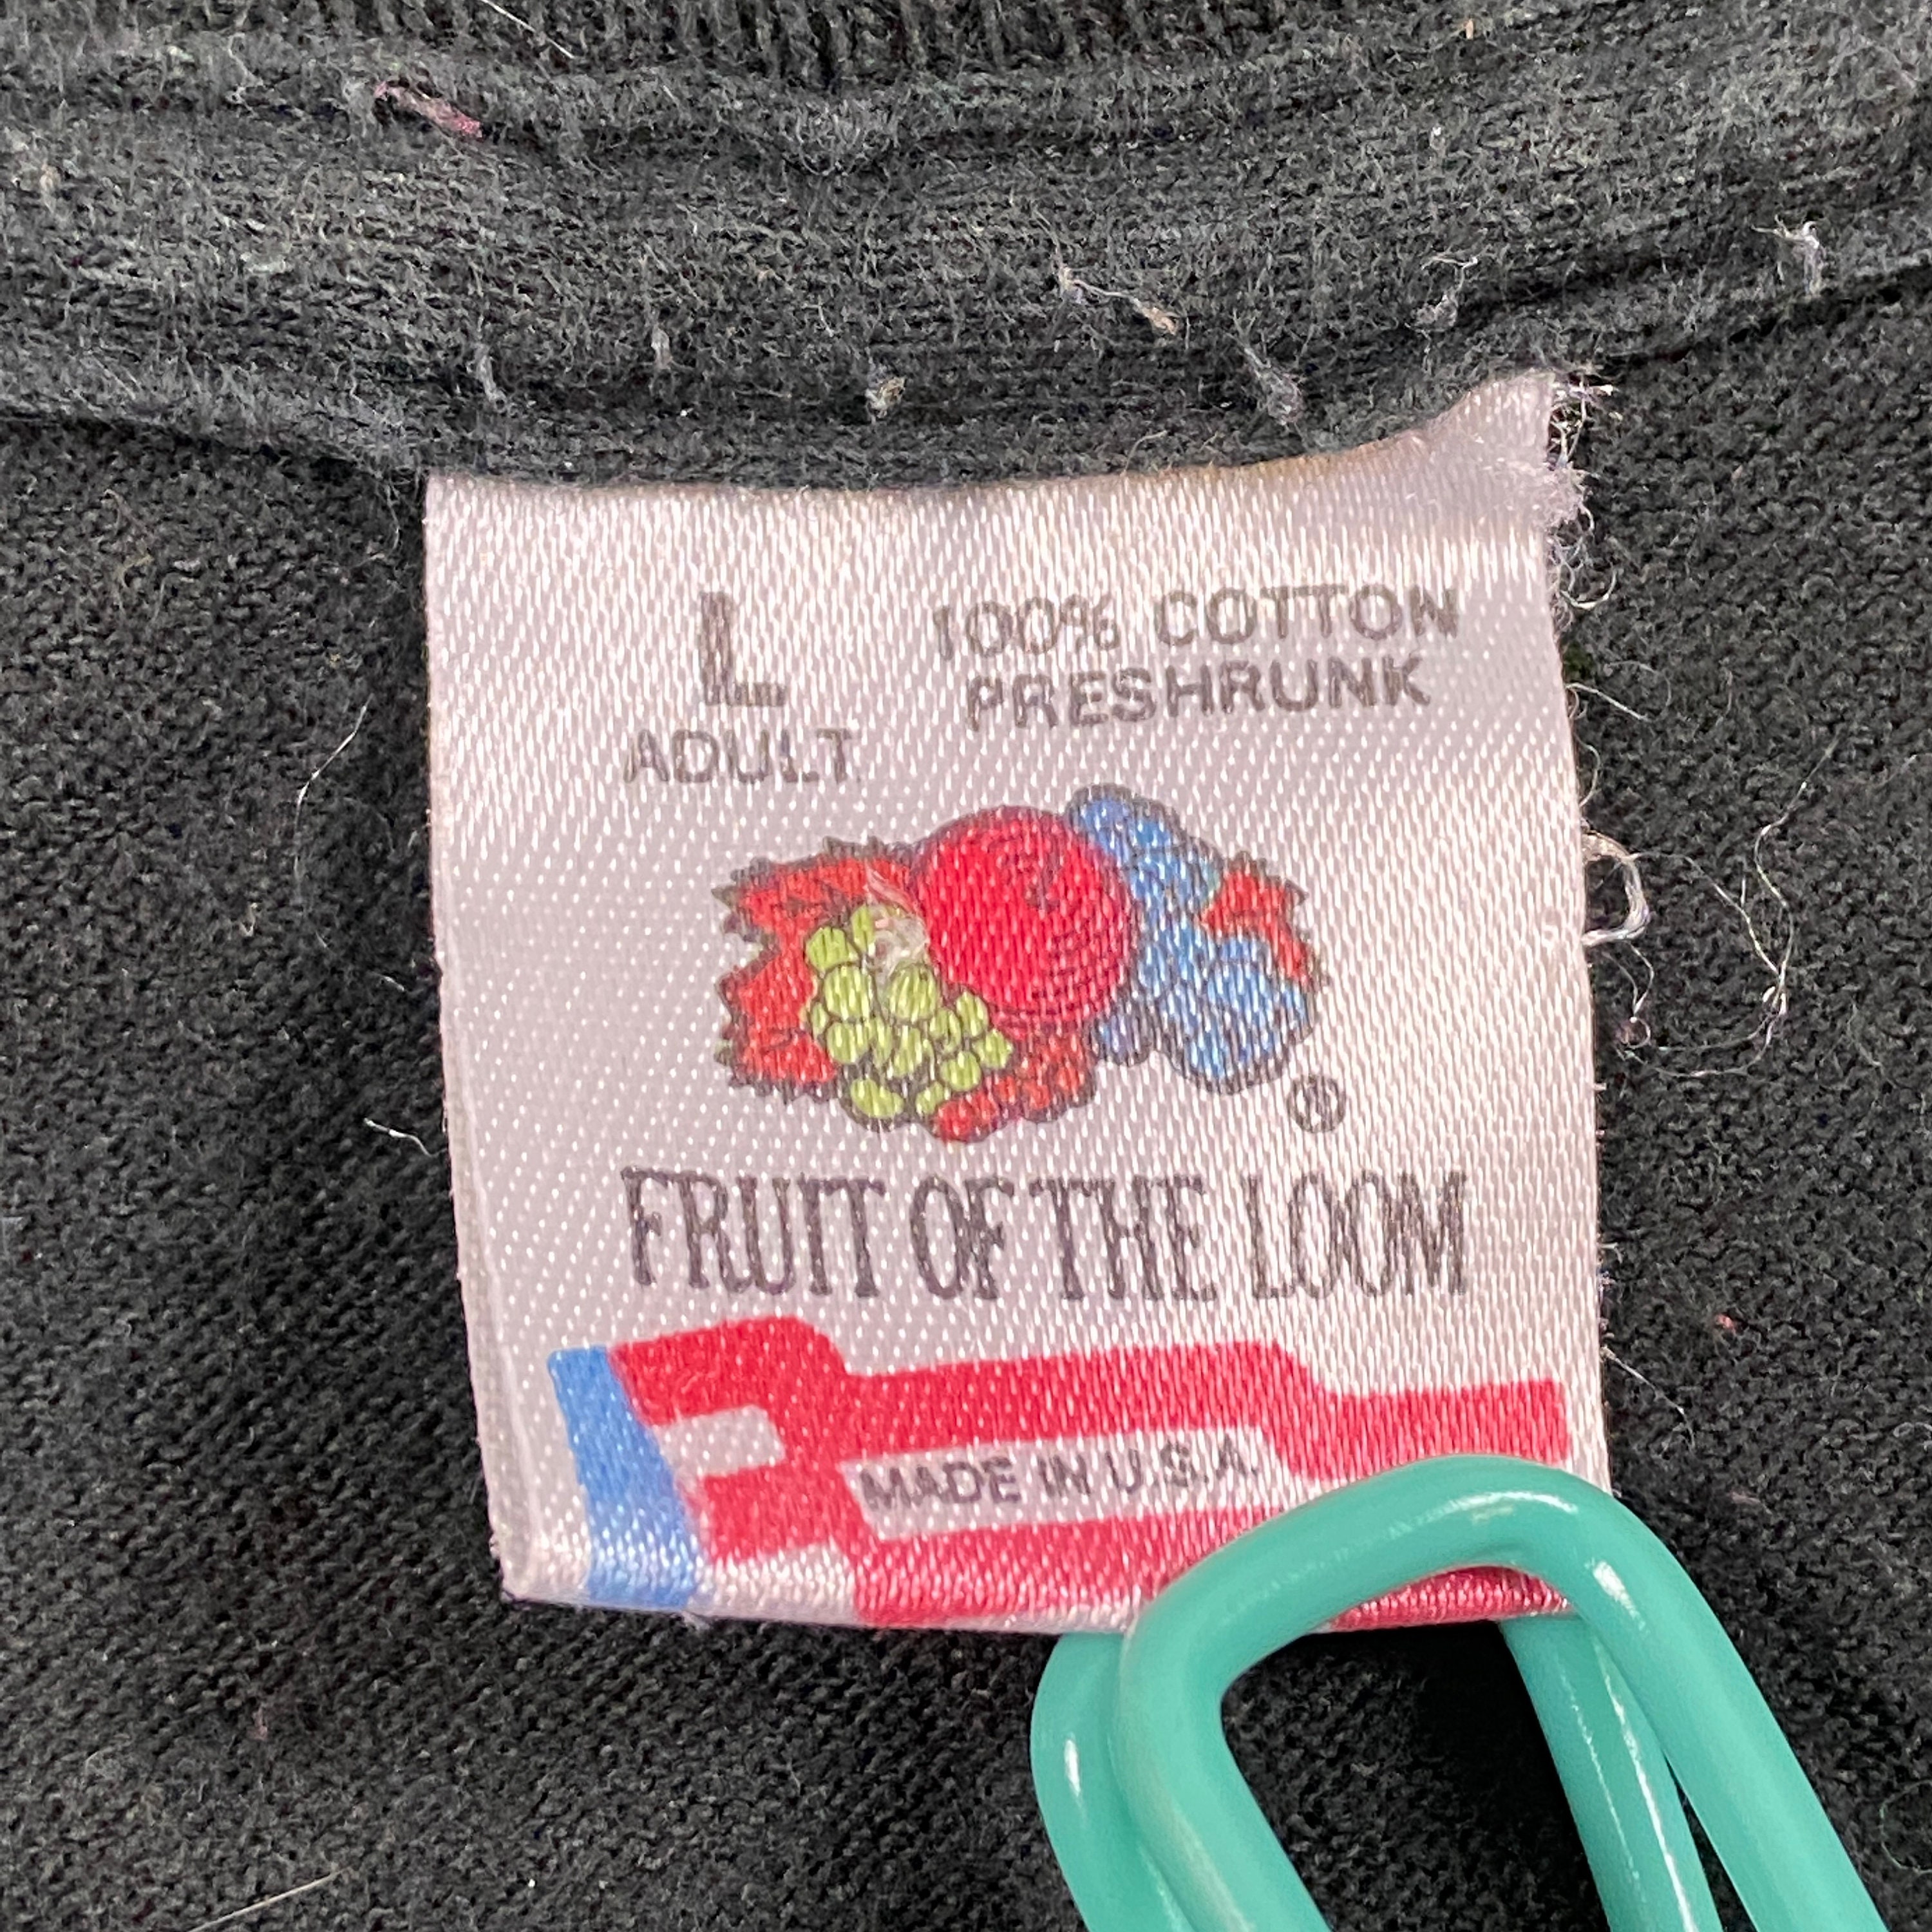 L
ADULT
100% COTTON
PRESHRUNK
®
FRUIT OF THE LOOM
MADE IN U.S.A.